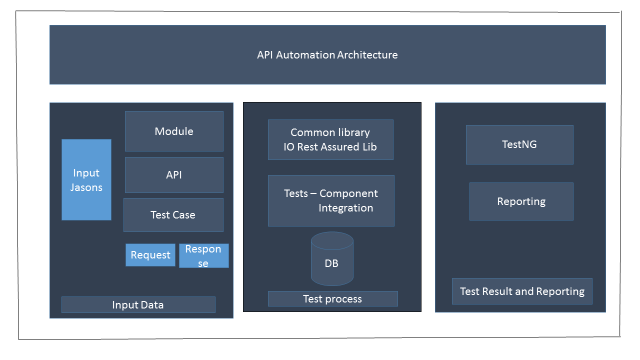 API Automation Architecture
Input
Jasons
Module
API
Test Case
Request
Respon
se
Input Data
Common library
IO Rest Assured Lib
Tests – Component
Integration
DB
Test process
TestNG
Reporting
Test Result and Reporting